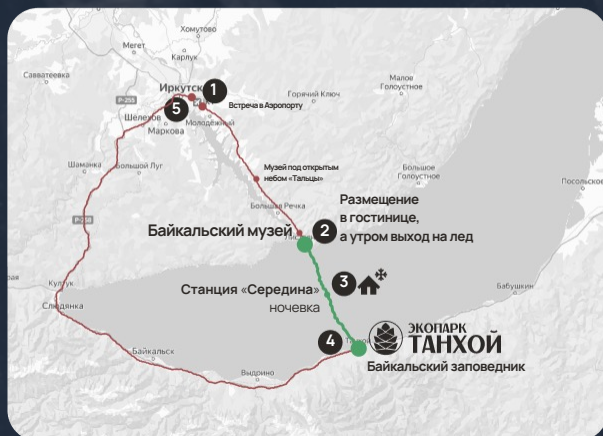 Хомутово
Мегет
Карлук
Савватеевка
Р-255
Иркутск
1
Малое
Голоустное
Горячий Ключ
5
Встреча в Аэропорту
Шелехов
Маркова
Молодёжный
Музей под открытым
небом «Тальцы»
Шаманка
Большой Луг
Большое
Голоустное
Посольское
Большая Речка
Размещение
в гостинице,
а утром выход на лед
2
Байкальский музей
Р-258
Култук
Слюдянка
Станция «Середина»
ночевка
3
Бабушкин
4
ЭКОПАРК
ТАНХОЙ
Байкальский заповедник
Байкальск
Выдрино